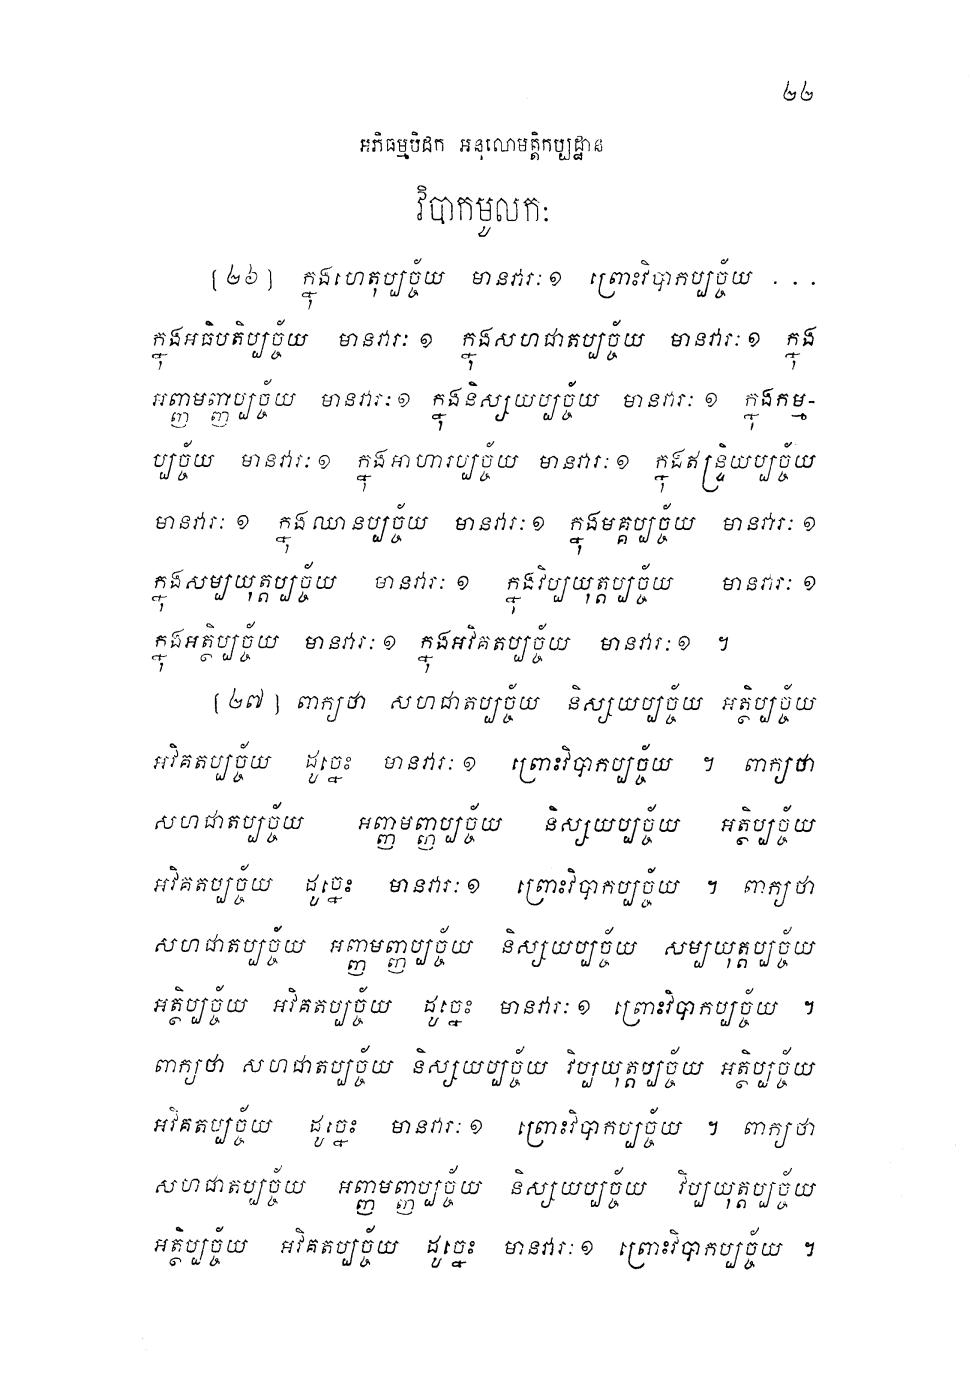 ២២
អភិធម្មបិដក អនុលោមត្តិកប្បដ្ឋាន
វិបាកមូលកៈ
[២៦] ក្នុងហេតុប្បច្ច័យ មានវារៈ ១ ព្រោះវិបាកប្បច្ច័យ ...
ក្នុងអធិបតិប្បច្ច័យ មានវារៈ ១ ក្នុងសហជាតប្បច្ច័យ មានវារៈ ១ ក្នុង
អញ្ញាមញ្ញប្បច្ច័យ មានវារៈ ១ ក្នុងនិស្សយប្បច្ច័យ មានវារៈ ១ ក្នុងកម្ម-
ប្បច្ច័យ មានវារៈ ១ ក្នុងអាហារប្បច្ច័យ មានវារៈ ១ ក្នុងឥន្ទ្រិយប្បច្ច័យ
មានវារៈ ១ ក្នុងឈានប្បច្ច័យ មានវារៈ ១ ក្នុងមគ្គប្បច្ច័យ មានវារៈ ១
ក្នុងសម្បយុត្តប្បច្ច័យ មានវារៈ ១ ក្នុងវិប្បយុត្តប្បច្ច័យ មានវារៈ ១
ក្នុងអត្ថិប្បច្ច័យ មានវារៈ ១ ក្នុងអវិគតប្បច្ច័យ មានវារៈ ១ ។
[២៧] ពាក្យថា សហជាតប្បច្ច័យ និស្សយប្បច្ច័យ អត្ថិប្បច្ច័យ
អវិគតប្បច្ច័យ ដូច្នេះ មានវារៈ ១ ព្រោះវិបាកប្បច្ច័យ ។ ពាក្យថា
សហជាតប្បច្ច័យ អញ្ញាមញ្ញប្បច្ច័យ និស្សយប្បច្ច័យ អត្ថិប្បច្ច័យ
អវិគតប្បច្ច័យ ដូច្នេះ មានវារៈ ១ ព្រោះវិបាកប្បច្ច័យ ។ ពាក្យថា
សហជាតប្បច្ច័យ អញ្ញាមញ្ញប្បច្ច័យ និស្សយប្បច្ច័យ សម្បយុត្តប្បច្ច័យ
អត្ថិប្បច្ច័យ អវិគតប្បច្ច័យ ដូច្នេះ មានវារៈ ១ ព្រោះវិបាកប្បច្ច័យ ។
ពាក្យថា សហជាតប្បច្ច័យ និស្សយប្បច្ច័យ វិប្បយុត្តប្បច្ច័យ អត្ថិប្បច្ច័យ
អវិគតប្បច្ច័យ ដូច្នេះ មានវារៈ ១ ព្រោះវិបាកប្បច្ច័យ ។ ពាក្យថា
សហជាតប្បច្ច័យ អញ្ញាមញ្ញប្បច្ច័យ និស្សយប្បច្ច័យ វិប្បយុត្តប្បច្ច័យ
អត្ថិប្បច្ច័យ អវិគតប្បច្ច័យ ដូច្នេះ មានវារៈ ១ ព្រោះវិបាកប្បច្ច័យ ។